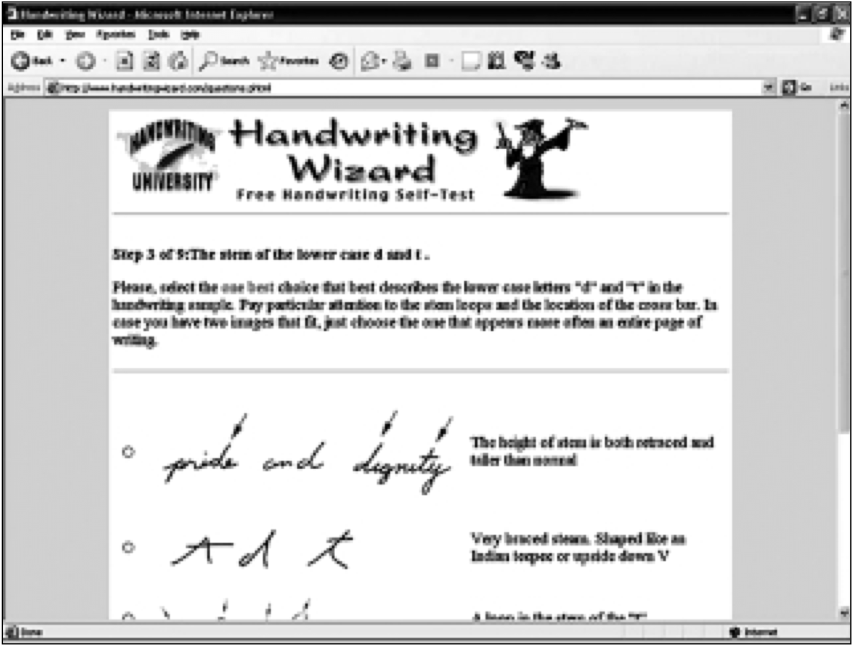 Handwriting Wizard - Microsoft Internet Explorer
File Edit View Favorites Tools Help
Back Search Favorites
Address http://www.handwritingwizard.com/questions.phtml Go Links
HANDWRITING
UNIVERSITY
Handwriting
Wizard
Free Handwriting Self-Test
Step 3 of 9:The stem of the lower case d and t .
Please, select the one best choice that best describes the lower case letters "d" and "t" in the
handwriting sample. Pay particular attention to the stem loops and the location of the cross bar. In
case you have two images that fit, just choose the one that appears more often an entire page of
writing.
pride and dignity
The height of stem is both retraced and
taller than normal
A d t
Very braced steam. Shaped like an
Indian teepee or upside down V
A loop in the stem of the "t"
Done Internet